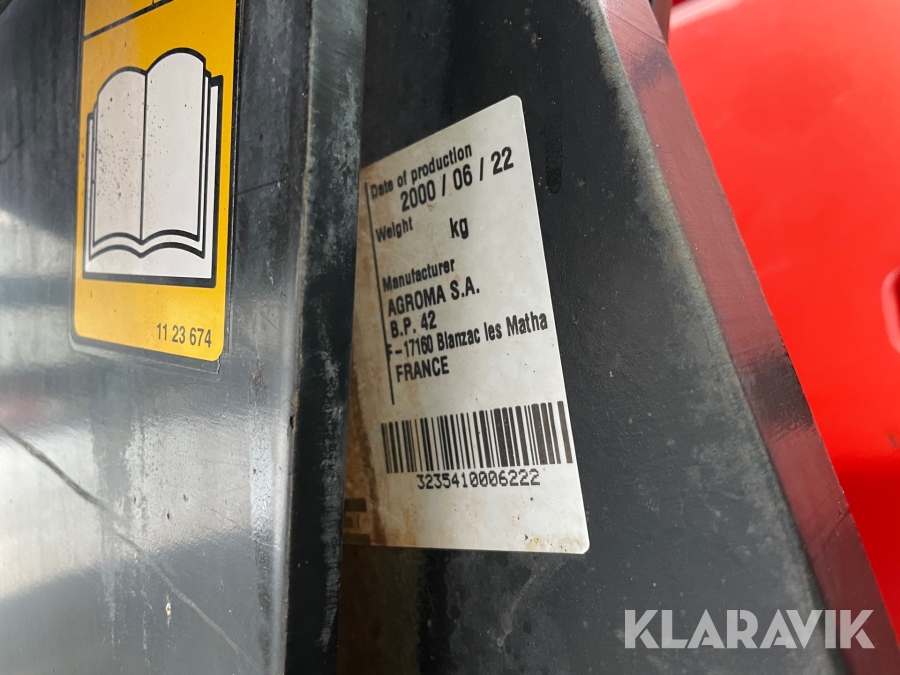 11 23 674
Date of production
2000 / 06 / 22
Weight kg
Manufacturer
AGROMA S.A.
B.P. 42
F-17160 Blanzac les Matha
FRANCE
3235410006222
KLARAVIK